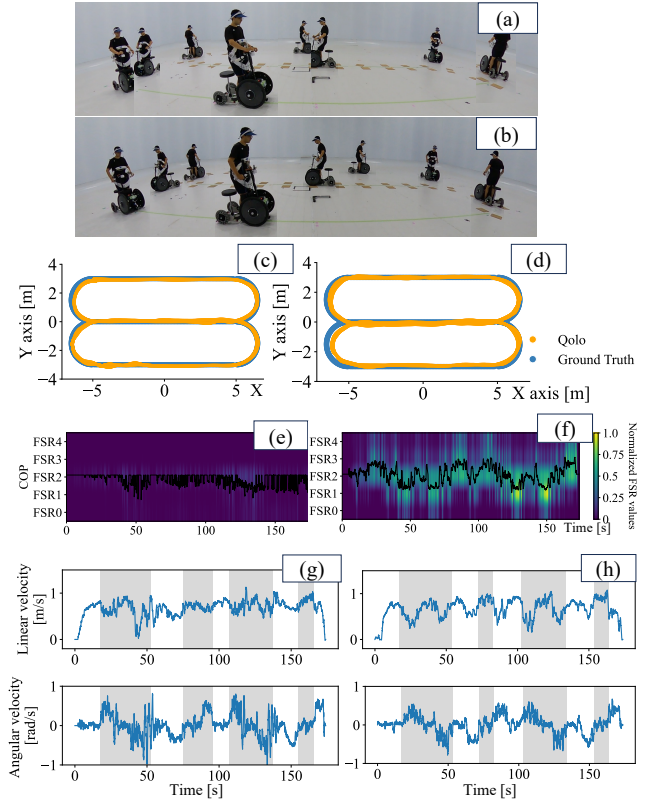 (a)
(b)
(c)
(d)
4
2
0
−2
−4
Y axis [m]
−5
0
5
X
4
2
0
−2
−4
Y axis [m]
−5
0
5
X axis [m]
Qolo
Ground Truth
(e)
(f)
COP
FSR4
FSR3
FSR2
FSR1
FSR0
0
50
100
150
FSR4
FSR3
FSR2
FSR1
FSR0
0
50
100
150
Time [s]
1.0
0.75
0.5
0.25
0
Normalized FSR values
(g)
(h)
Linear velocity
[m/s]
1
0
0
50
100
150
1
0
0
50
100
150
Angular velocity
[rad/s]
1
0
−1
0
50
100
150
Time [s]
1
0
−1
0
50
100
150
Time [s]